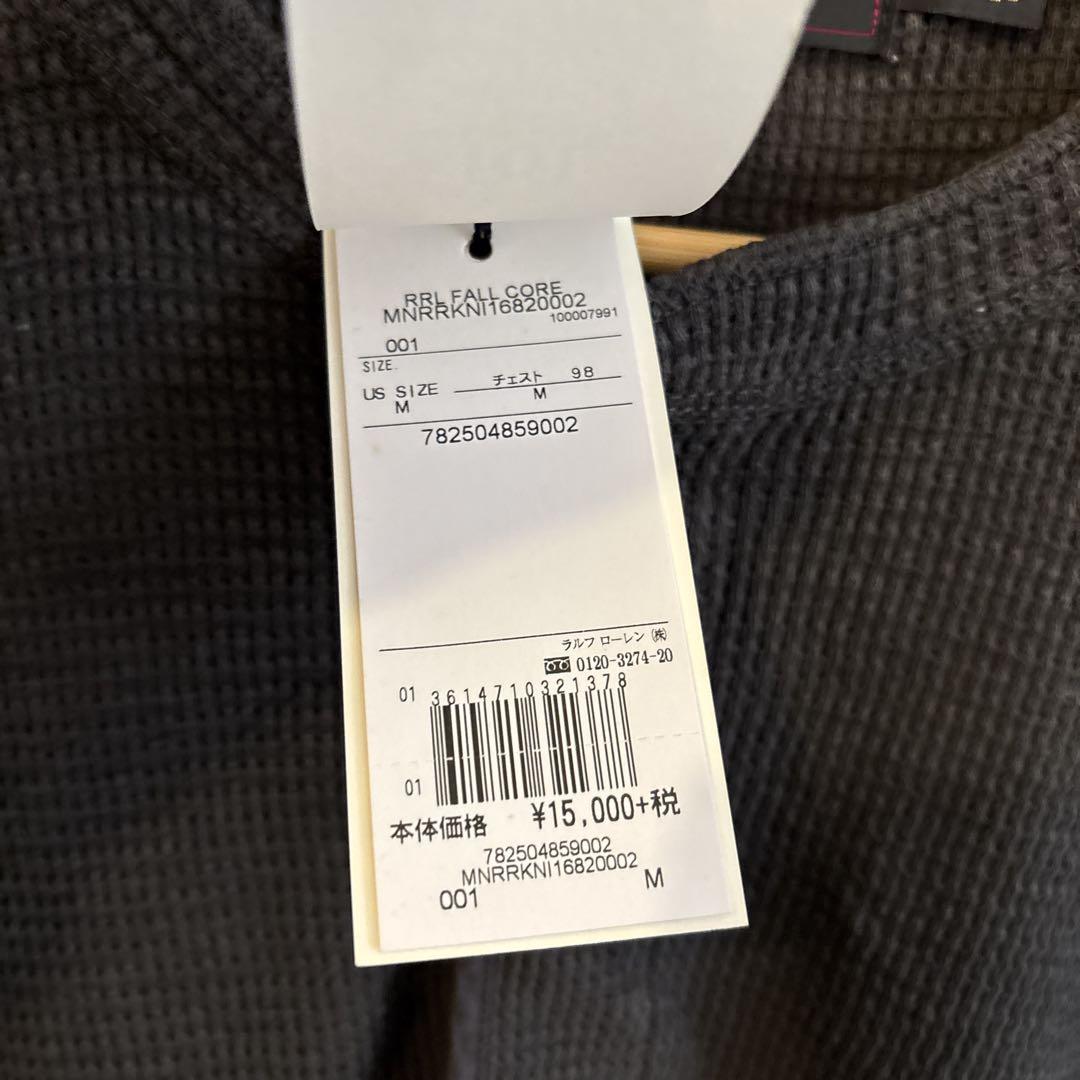 RRL FALL CORE
MNRRKNI16820002
100007991
001
SIZE.
US SIZE チェスト 98
M M
782504859002
ラルフ ローレン ㈱
0120-3274-20
01 3614710321378
01
本体価格 ¥15,000+税
782504859002
MNRRKNI16820002
001 M